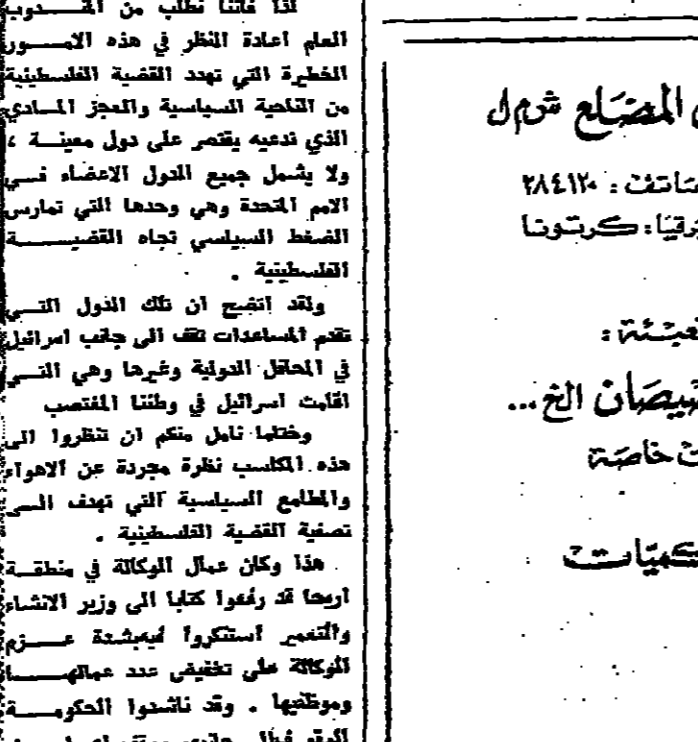 لذا فاننا نطلب من المندوب
العام اعادة النظر في هذه الامور
الخطيرة التي تهدد القضية الفلسطينية
من الناحية السياسية والعجز المادي
الذي تدعيه يقتصر على دول معينة ،
ولا يشمل جميع الدول الاعضاء في
الامم المتحدة وهي وحدها التي تمارس
الضغط السياسي تجاه القضية
الفلسطينية .
ولقد اتضح ان تلك الدول التي
تقدم المساعدات تقف الى جانب اسرائيل
في المحافل الدولية وغيرها وهي التي
اقامت اسرائيل في وطننا المغتصب
وختاما نامل منكم ان تنظروا الى
هذه المكاسب نظرة مجردة عن الاهواء
والمطامع السياسية التي تهدف الى
تصفية القضية الفلسطينية .
هذا وكان عمال الوكالة في منطقة
اريحا قد رفعوا كتابا الى وزير الانشاء
والتعمير استنكروا فيه بشدة عزم
الوكالة على تخفيض عدد عمالها
وموظفيها . وقد ناشدوا الحكومة
المضلع ش م ل
هاتف : ٢٨٤١٢٠
برقيا : كرتونا
الخ ...
خاصة